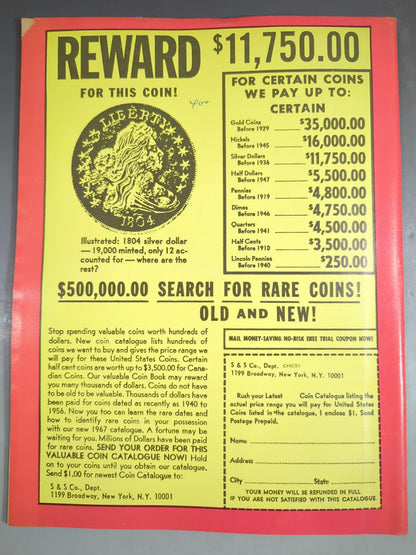 REWARD $11,750.00
FOR THIS COIN!
LIBERTY
1804
Illustrated: 1804 silver dollar
— 19,000 minted, only 12 ac-
counted for — where are the
rest?
FOR CERTAIN COINS
WE PAY UP TO:
CERTAIN
Gold Coins
Before 1929 $35,000.00
Nickels
Before 1945 $16,000.00
Silver Dollars
Before 1936 $11,750.00
Half Dollars
Before 1947 $5,500.00
Pennies
Before 1919 $4,800.00
Dimes
Before 1946 $4,750.00
Quarters
Before 1941 $4,500.00
Half Cents
Before 1910 $3,500.00
Lincoln Pennies
Before 1940 $250.00
$500,000.00 SEARCH FOR RARE COINS!
OLD AND NEW!
Stop spending valuable coins worth hundreds of
dollars. New coin catalogue lists hundreds of
coins we want to buy and gives the price range we
will pay for these United States Coins. Certain
half cent coins are worth up to $3,500.00 for Cana-
dian Coins. Our valuable Coin Book may reward
you many thousands of dollars. Coins do not have
to be old to be valuable. Thousands of dollars have
been paid for coins dated as recently as 1940 to
1956. Now you too can learn the rare dates and
how to identify rare coins in your possession
with our new 1967 catalogue. A fortune may be
waiting for you. Millions of Dollars have been paid
for rare coins. SEND YOUR ORDER FOR THIS
VALUABLE COIN CATALOGUE NOW! Hold
on to your coins until you obtain our catalogue.
Send $1.00 for newest Coin Catalogue to:
S & S Co., Dept.
1199 Broadway, New York, N.Y. 10001
MAIL MONEY-SAVING NO-RISK FREE TRIAL COUPON NOW!
S & S Co., Dept.
1199 Broadway, New York, N.Y. 10001
Rush your Latest Coin Catalogue listing the
actual price range you will pay for United States
Coins listed in the catalogue, I enclose $1. Send
Postage Prepaid.
Name
Address
City State
YOUR MONEY WILL BE REFUNDED IN FULL
IF YOU ARE NOT SATISFIED WITH THIS CATALOGUE